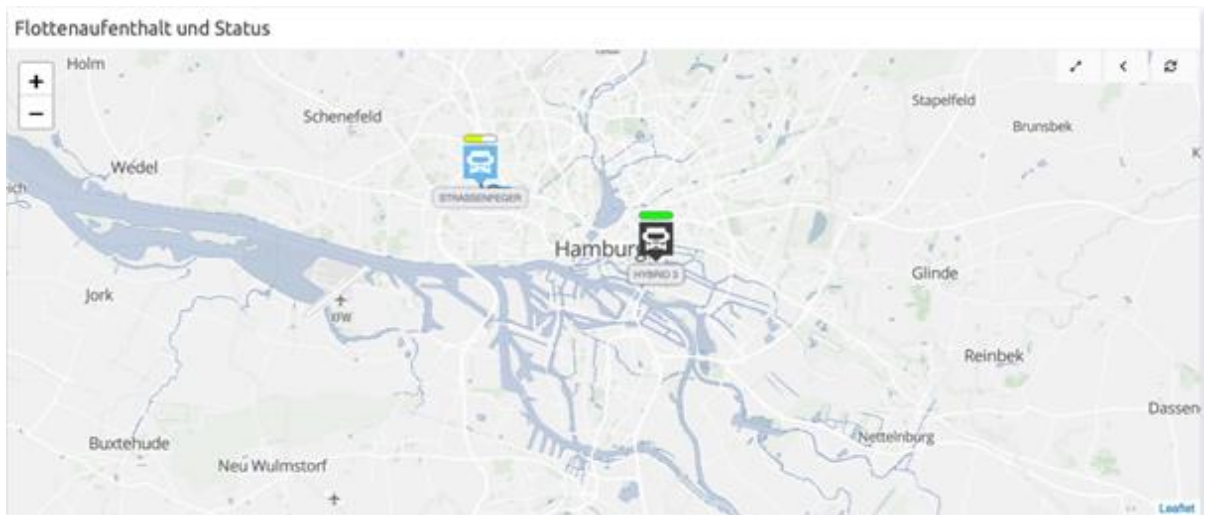 Flottenaufenthalt und Status
Holm
+
−
Schenefeld
Stapelfeld
Brunsbek
Wedel
STRASSENFEGER
Hamburg
HYBRID 3
Glinde
Jork
XFW
Reinbek
Dassen
Buxtehude
Nettelnburg
Neu Wulmstorf
Leaflet